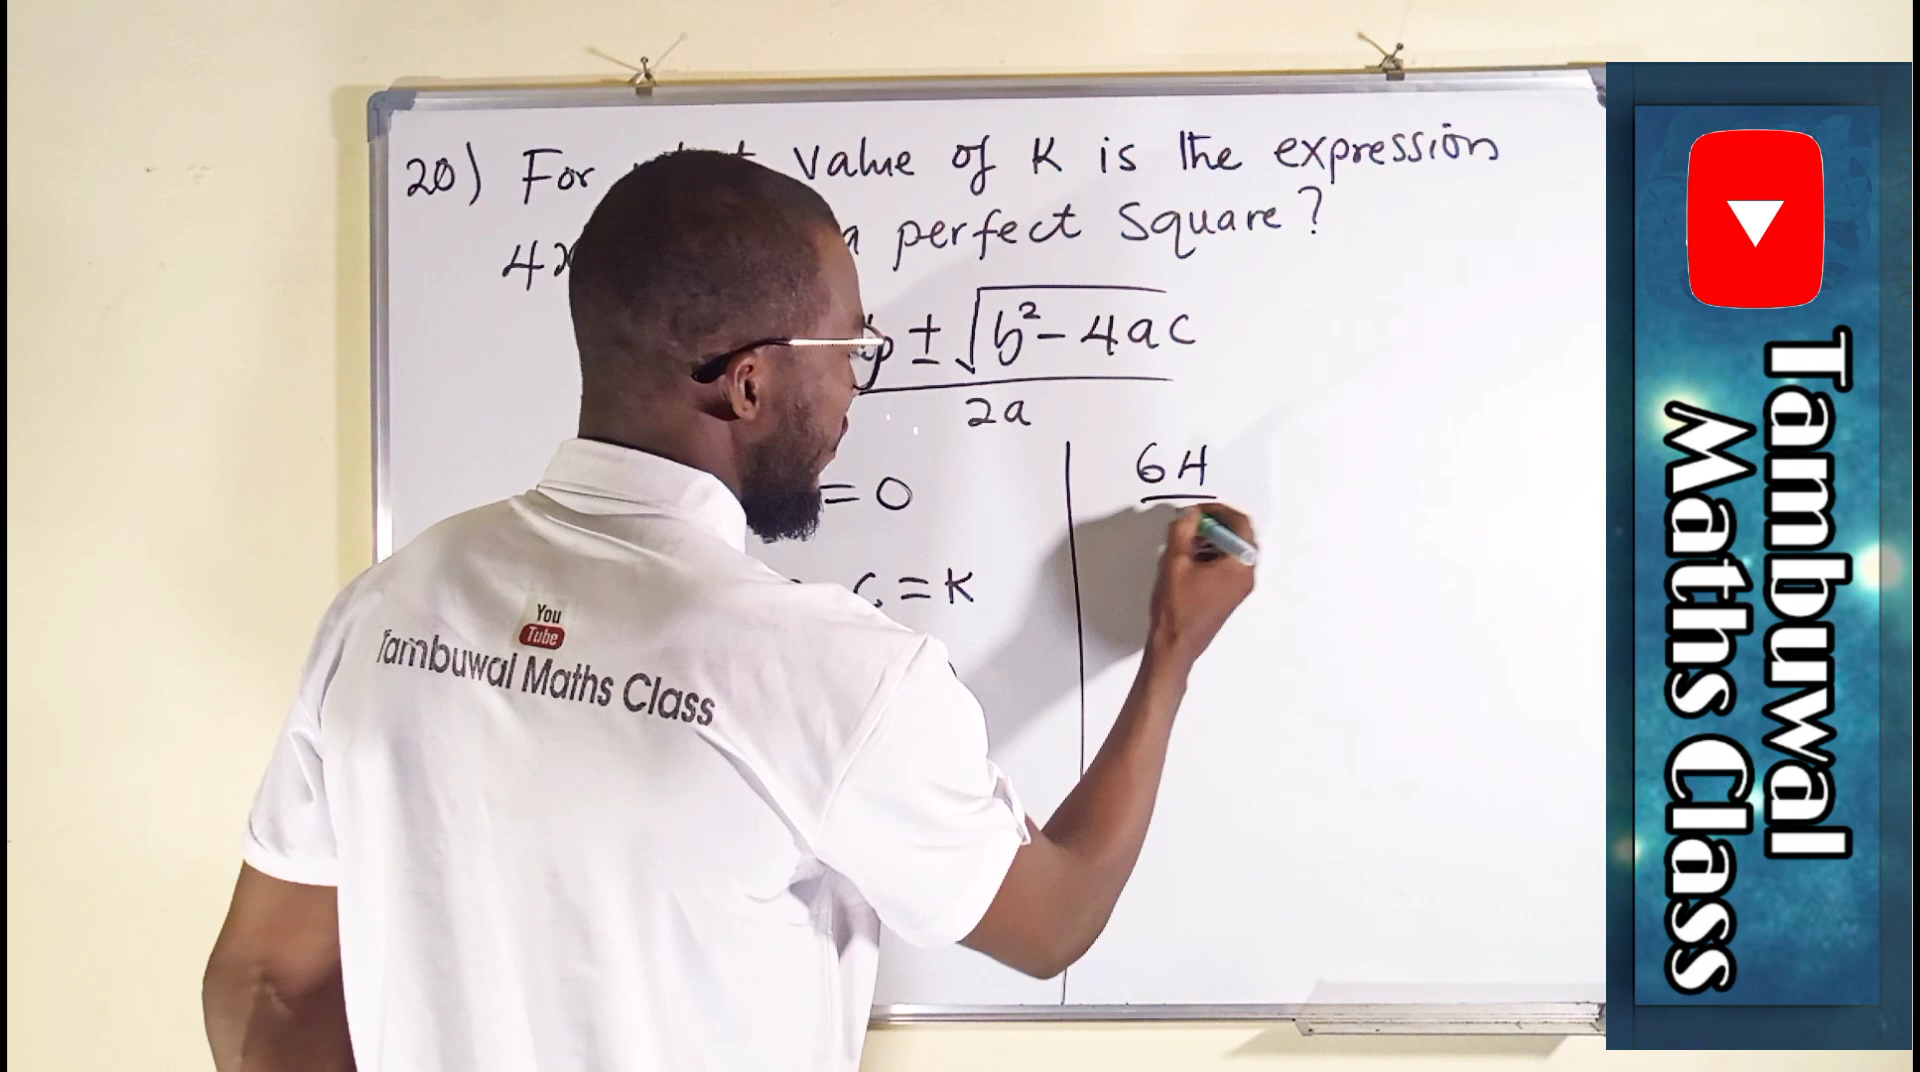 20) For value of K is the expression
4x a perfect Square?
b ± √b² - 4ac
2a
= 0
c = K
64
You
Tube
Tambuwal Maths Class
Tambuwal
Maths Class